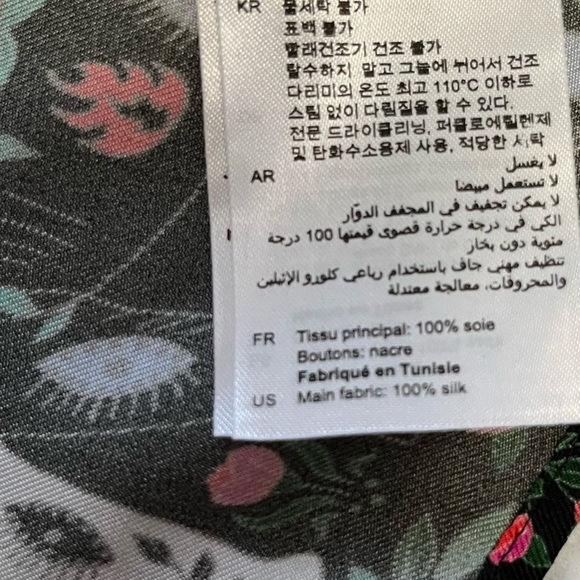 KR 물세탁 불가
표백 불가
빨래건조기 건조 불가
탈수하지 말고 그늘에 뉘어서 건조
다리미의 온도 최고 110°C 이하로
스팀 없이 다림질을 할 수 있다.
전문 드라이클리닝, 퍼클로에틸렌제
및 탄화수소용제 사용, 적당한 세탁
AR لا يغسل
لا تستعمل مبيضا
لا يمكن تجفيف في المجفف الدوّار
الكي في درجة حرارة قصوى قيمتها 100 درجة
مئوية دون بخار
تنظيف مهني جاف باستخدام رباعي كلورو الإثيلين
والمحروقات، معالجة معتدلة
FR Tissu principal: 100% soie
Boutons: nacre
Fabriqué en Tunisie
US Main fabric: 100% silk